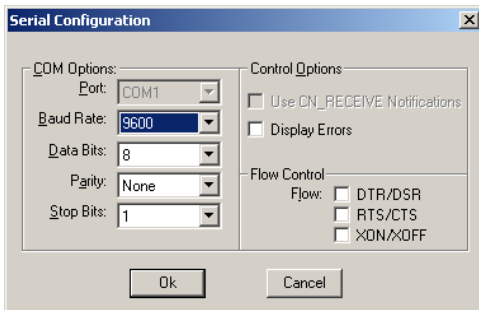 Serial Configuration
COM Options:
Port: COM1
Baud Rate: 9600
Data Bits: 8
Parity: None
Stop Bits: 1
Control Options
Use CN_RECEIVE Notifications
Display Errors
Flow Control
Flow: DTR/DSR
RTS/CTS
XON/XOFF
Ok
Cancel